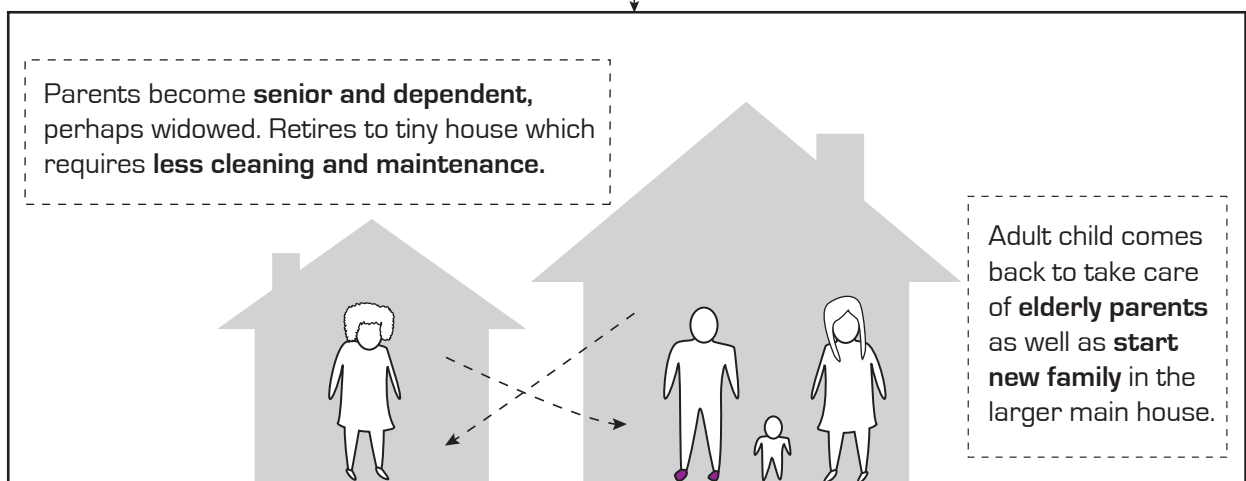 Parents become senior and dependent,
perhaps widowed. Retires to tiny house which
requires less cleaning and maintenance.
Adult child comes
back to take care
of elderly parents
as well as start
new family in the
larger main house.